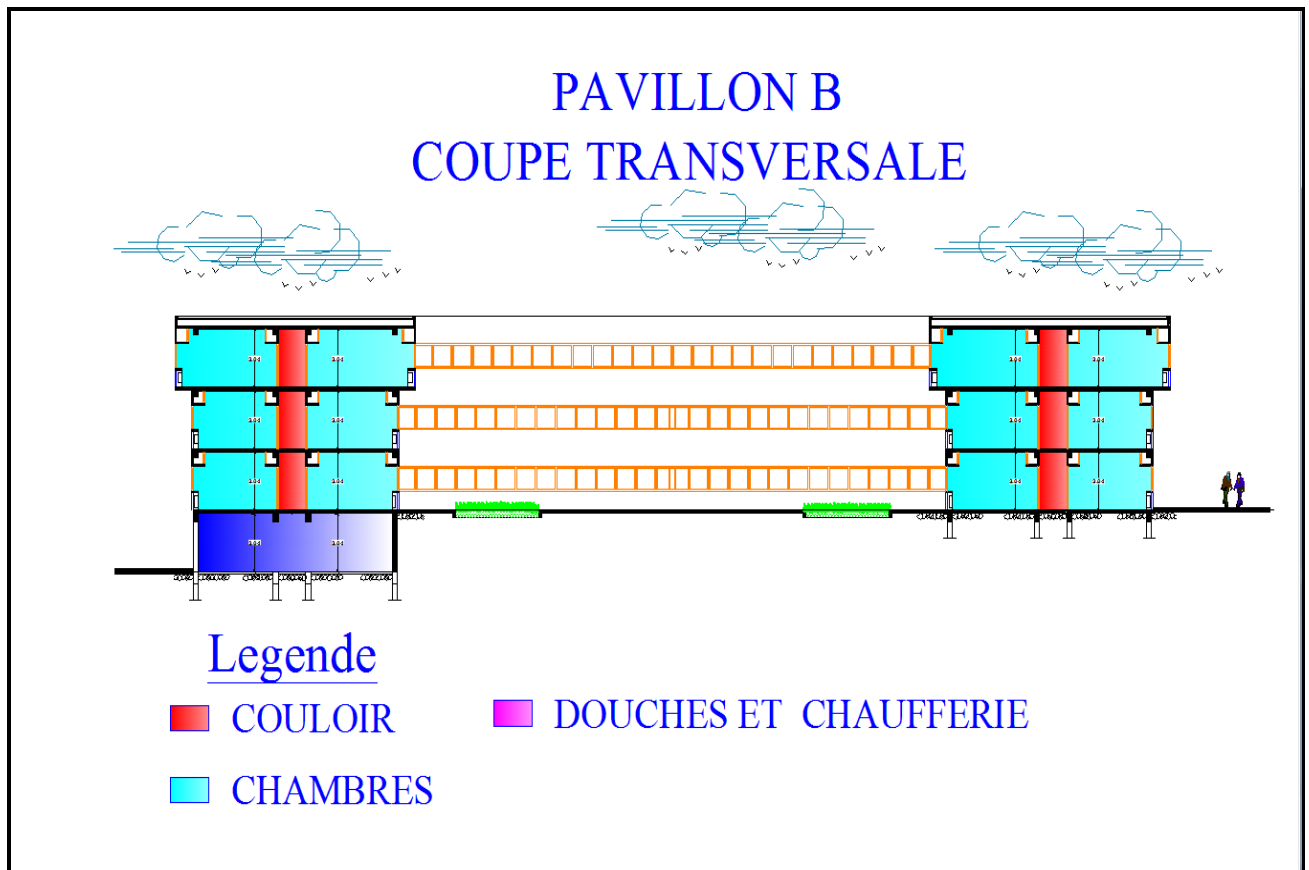 PAVILLON B
COUPE TRANSVERSALE
Legende
COULOIR
DOUCHES ET CHAUFFERIE
CHAMBRES